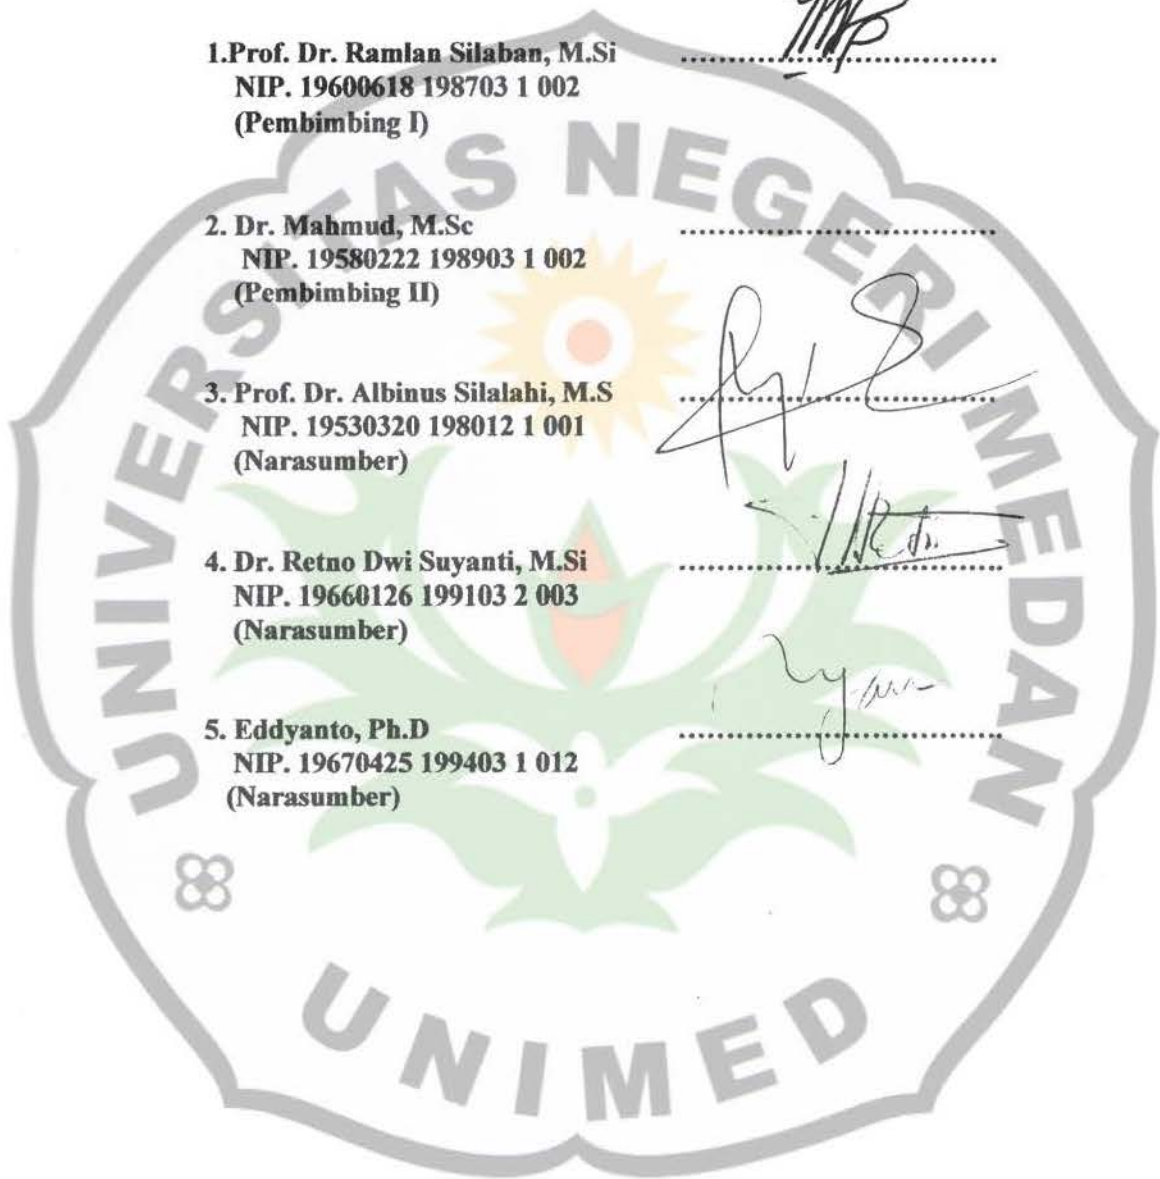 1.Prof. Dr. Ramlan Silaban, M.Si ..............................
NIP. 19600618 198703 1 002
(Pembimbing I)
2. Dr. Mahmud, M.Sc ..............................
NIP. 19580222 198903 1 002
(Pembimbing II)
3. Prof. Dr. Albinus Silalahi, M.S ..............................
NIP. 19530320 198012 1 001
(Narasumber)
4. Dr. Retno Dwi Suyanti, M.Si ..............................
NIP. 19660126 199103 2 003
(Narasumber)
5. Eddyanto, Ph.D ..............................
NIP. 19670425 199403 1 012
(Narasumber)
UNIVERSITAS NEGERI MEDAN
UNIMED